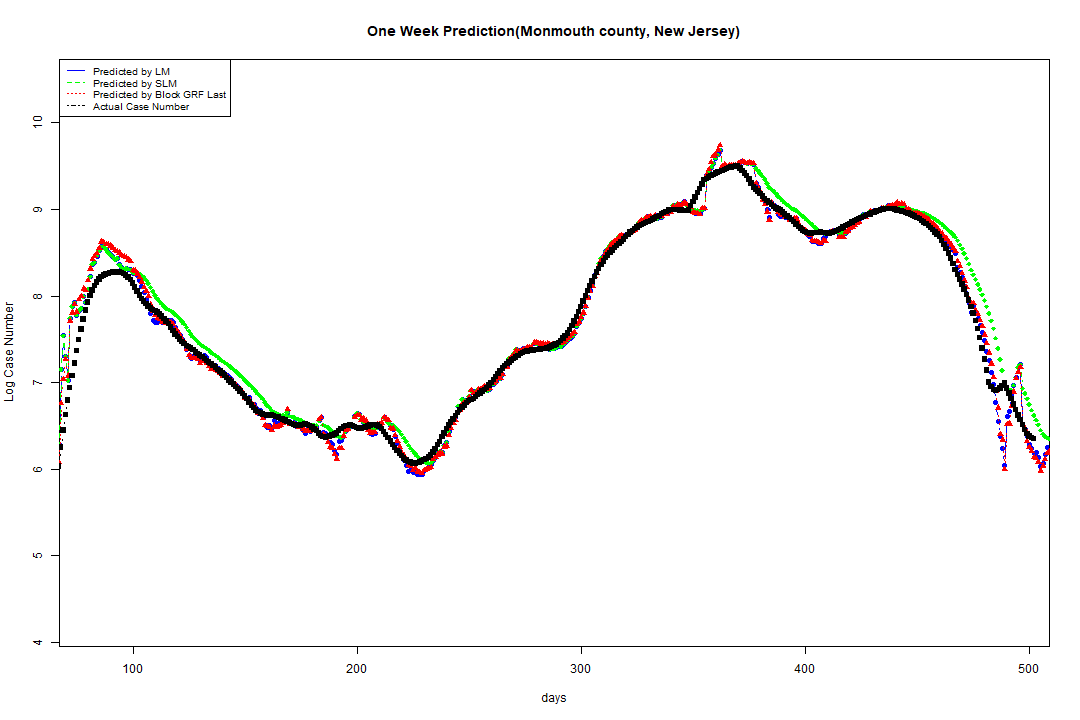 One Week Prediction(Monmouth county, New Jersey)
Predicted by LM
Predicted by SLM
Predicted by Block GRF Last
Actual Case Number
Log Case Number
10
9
8
7
6
5
4
100 200 300 400 500
days